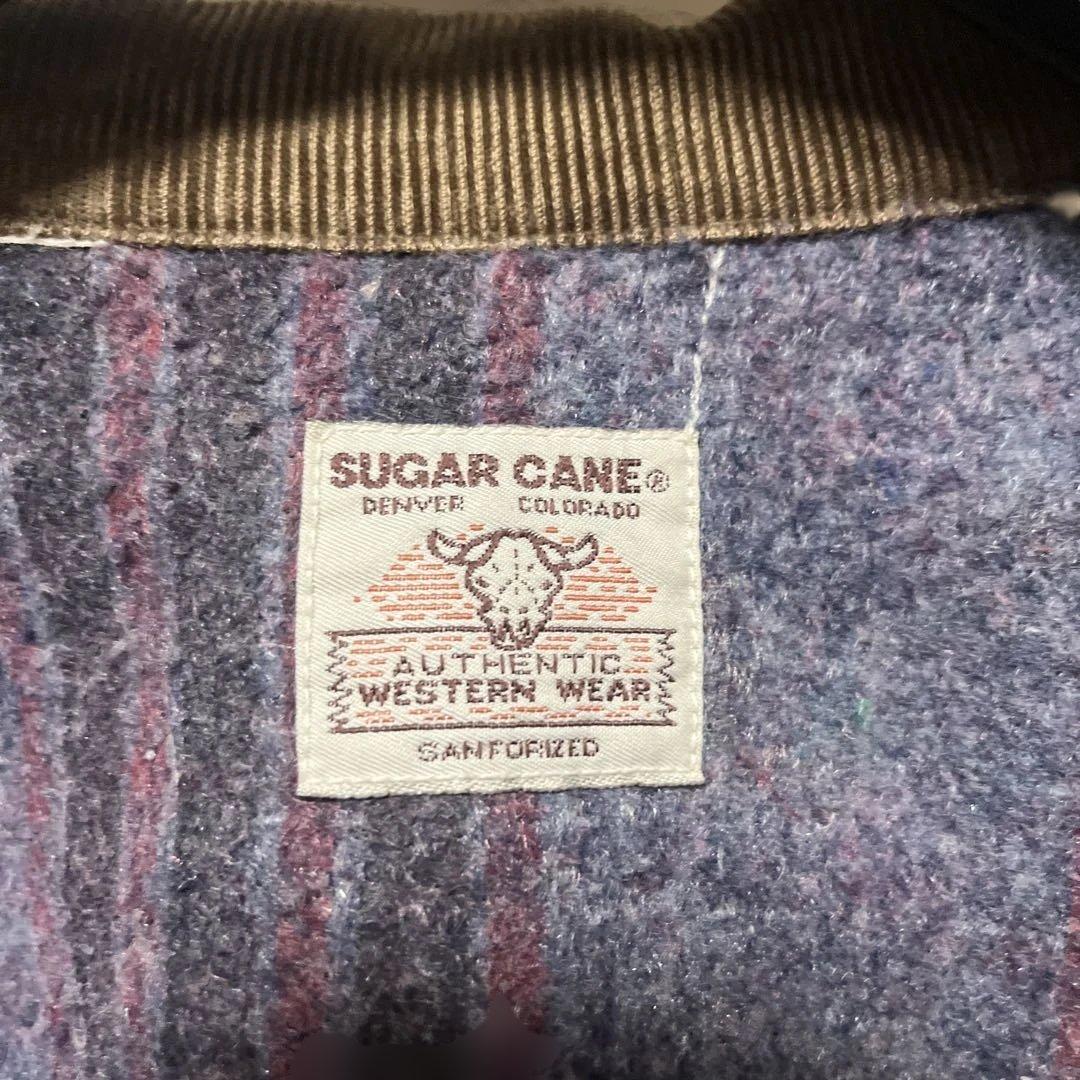 SUGAR CANE®
DENVER COLORADO
AUTHENTIC
WESTERN WEAR
SANFORIZED